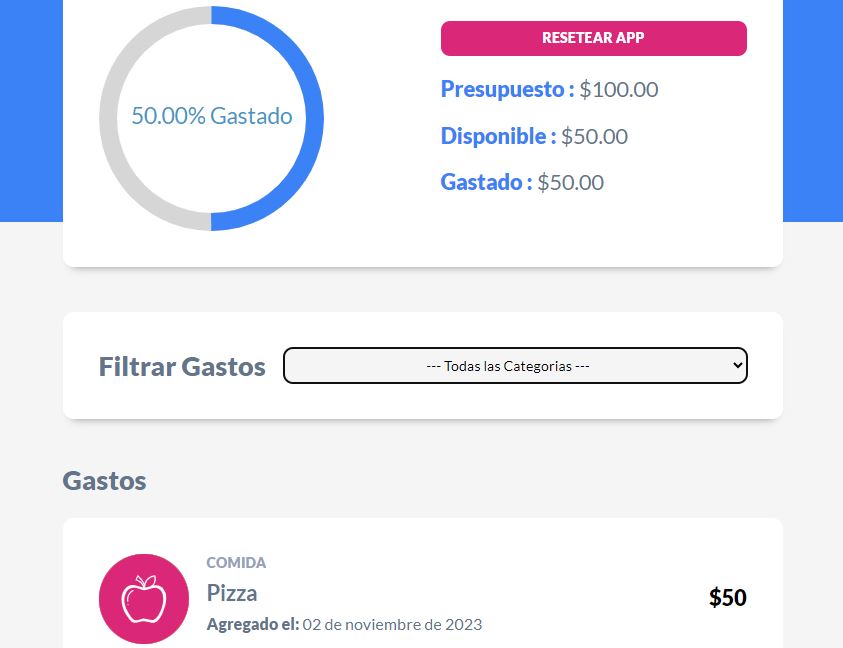 RESETEAR APP
50.00% Gastado
Presupuesto : $100.00
Disponible : $50.00
Gastado : $50.00
Filtrar Gastos
--- Todas las Categorias ---
Gastos
COMIDA
Pizza
$50
Agregado el: 02 de noviembre de 2023